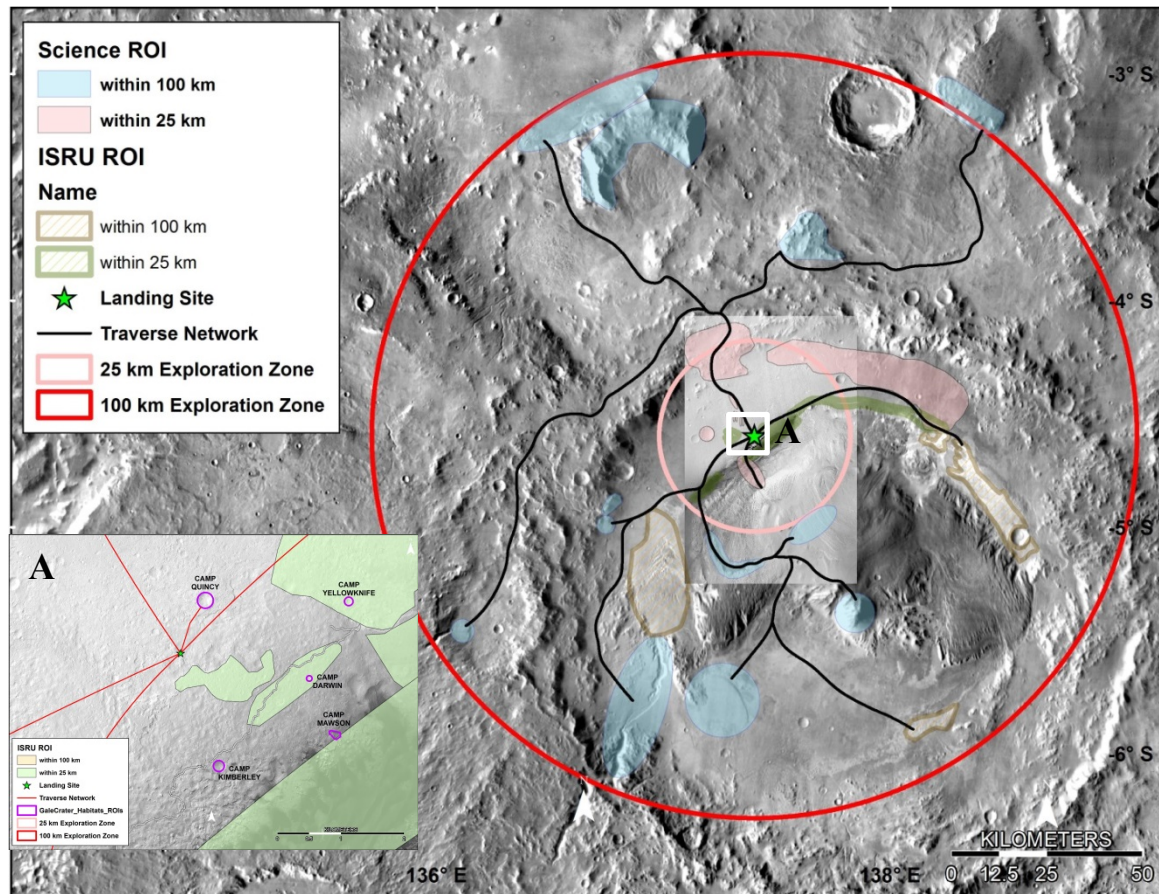 Science ROI
within 100 km
within 25 km
ISRU ROI
Name
within 100 km
within 25 km
Landing Site
Traverse Network
25 km Exploration Zone
100 km Exploration Zone
-3° S
-4° S
-5° S
-6° S
136° E
138° E
A
KILOMETERS
0 12.5 25 50
A
CAMP
QUINCY
CAMP
YELLOWKNIFE
CAMP
DARWIN
CAMP
MAWSON
CAMP
KIMBERLEY
ISRU ROI
within 100 km
within 25 km
Landing Site
Traverse Network
GaleCrater_Habitats_ROIs
25 km Exploration Zone
100 km Exploration Zone
KILOMETERS